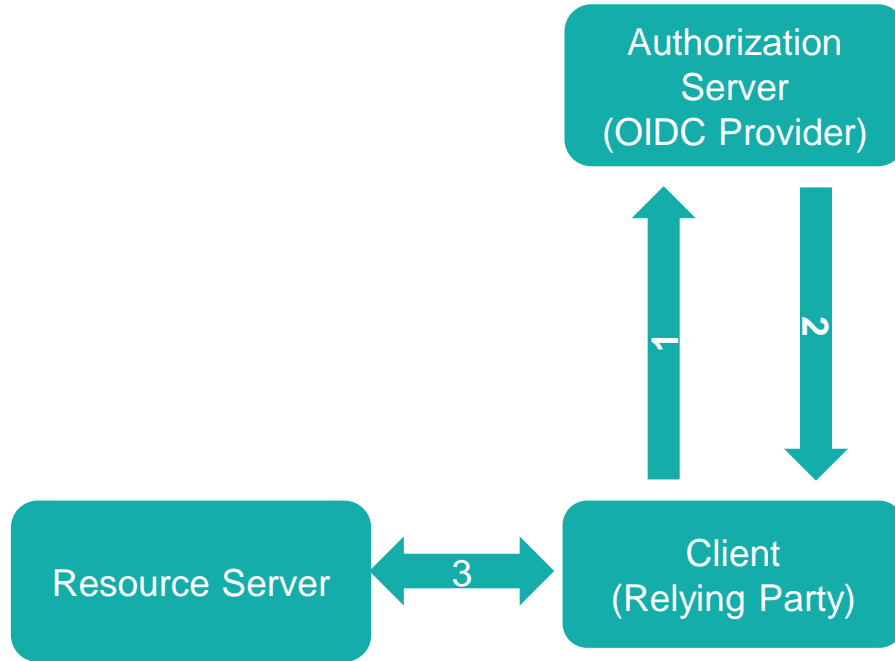 Authorization
Server
(OIDC Provider)
1
2
Resource Server
3
Client
(Relying Party)